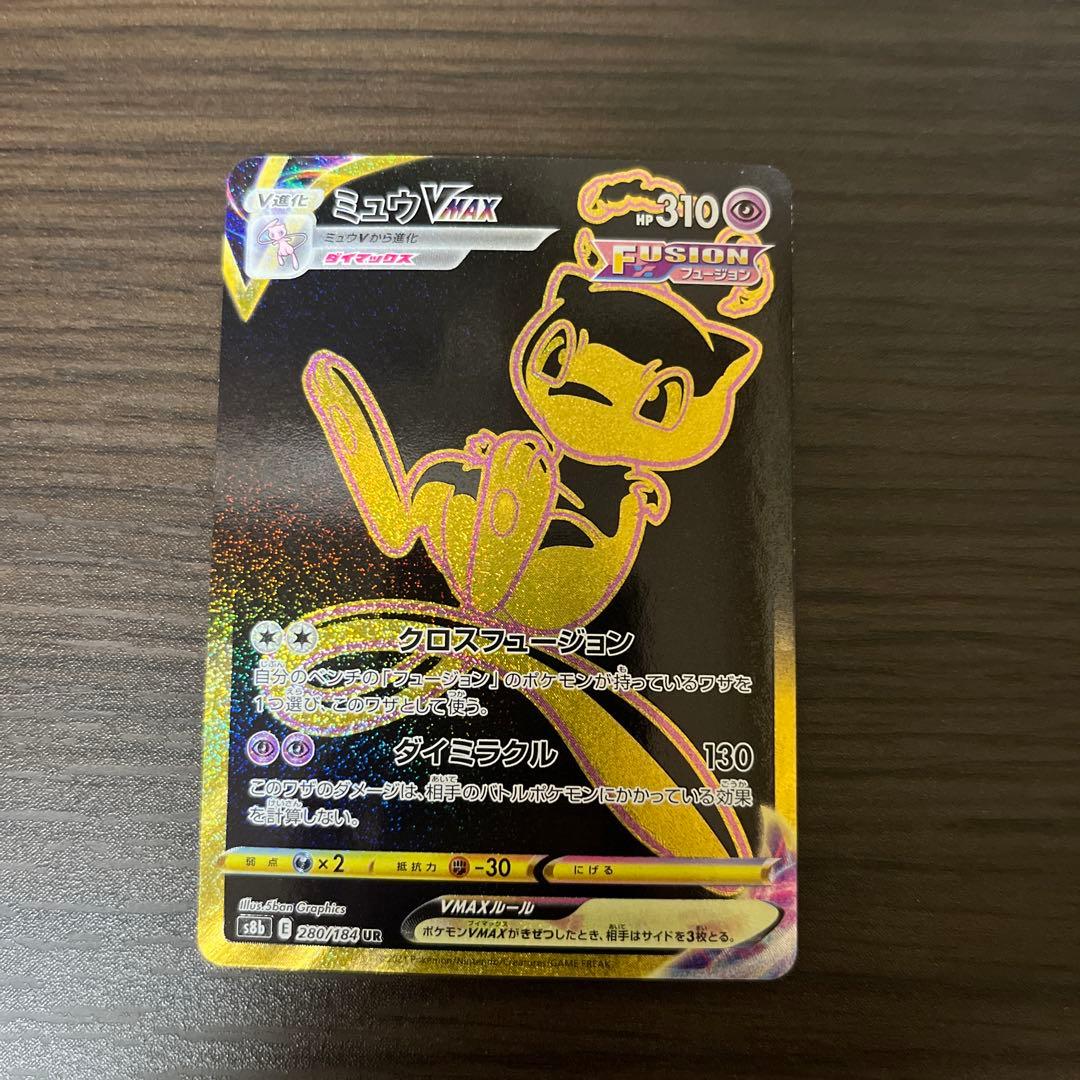 V進化 ミュウVMAX HP310
ミュウVから進化
ダイマックス
FUSION
フュージョン
クロスフュージョン
自分のベンチの「フュージョン」のポケモンが持っているワザを
1つ選び、このワザとして使う。
ダイミラクル 130
このワザのダメージは、相手のバトルポケモンにかかっている効果
を計算しない。
弱点 ×2 抵抗力 -30 にげる
Illus. 5ban Graphics
VMAXルール
s8b E 280/184 UR
ポケモンVMAXがきぜつしたとき、相手はサイドを3枚とる。
©2021 Pokémon/Nintendo/Creatures/GAME FREAK.